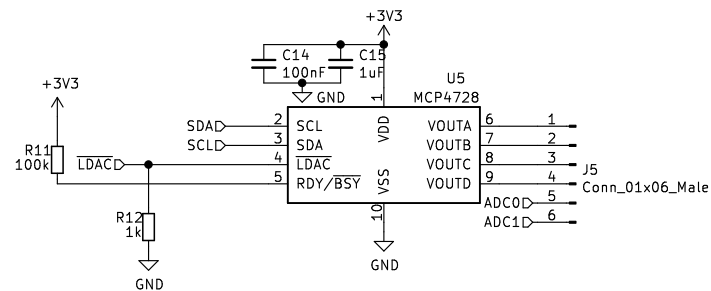 +3V3
C14
100nF
C15
1uF
GND
U5
MCP4728
+3V3
R11
100k
LDAC
SDA
SCL
1
VDD
2
SCL
3
SDA
4
LDAC
5
RDY/BSY
VSS
10
VOUTA
6
VOUTB
7
VOUTC
8
VOUTD
9
1
2
3
4
5
6
ADC0
ADC1
J5
Conn_01x06_Male
R12
1k
GND
GND